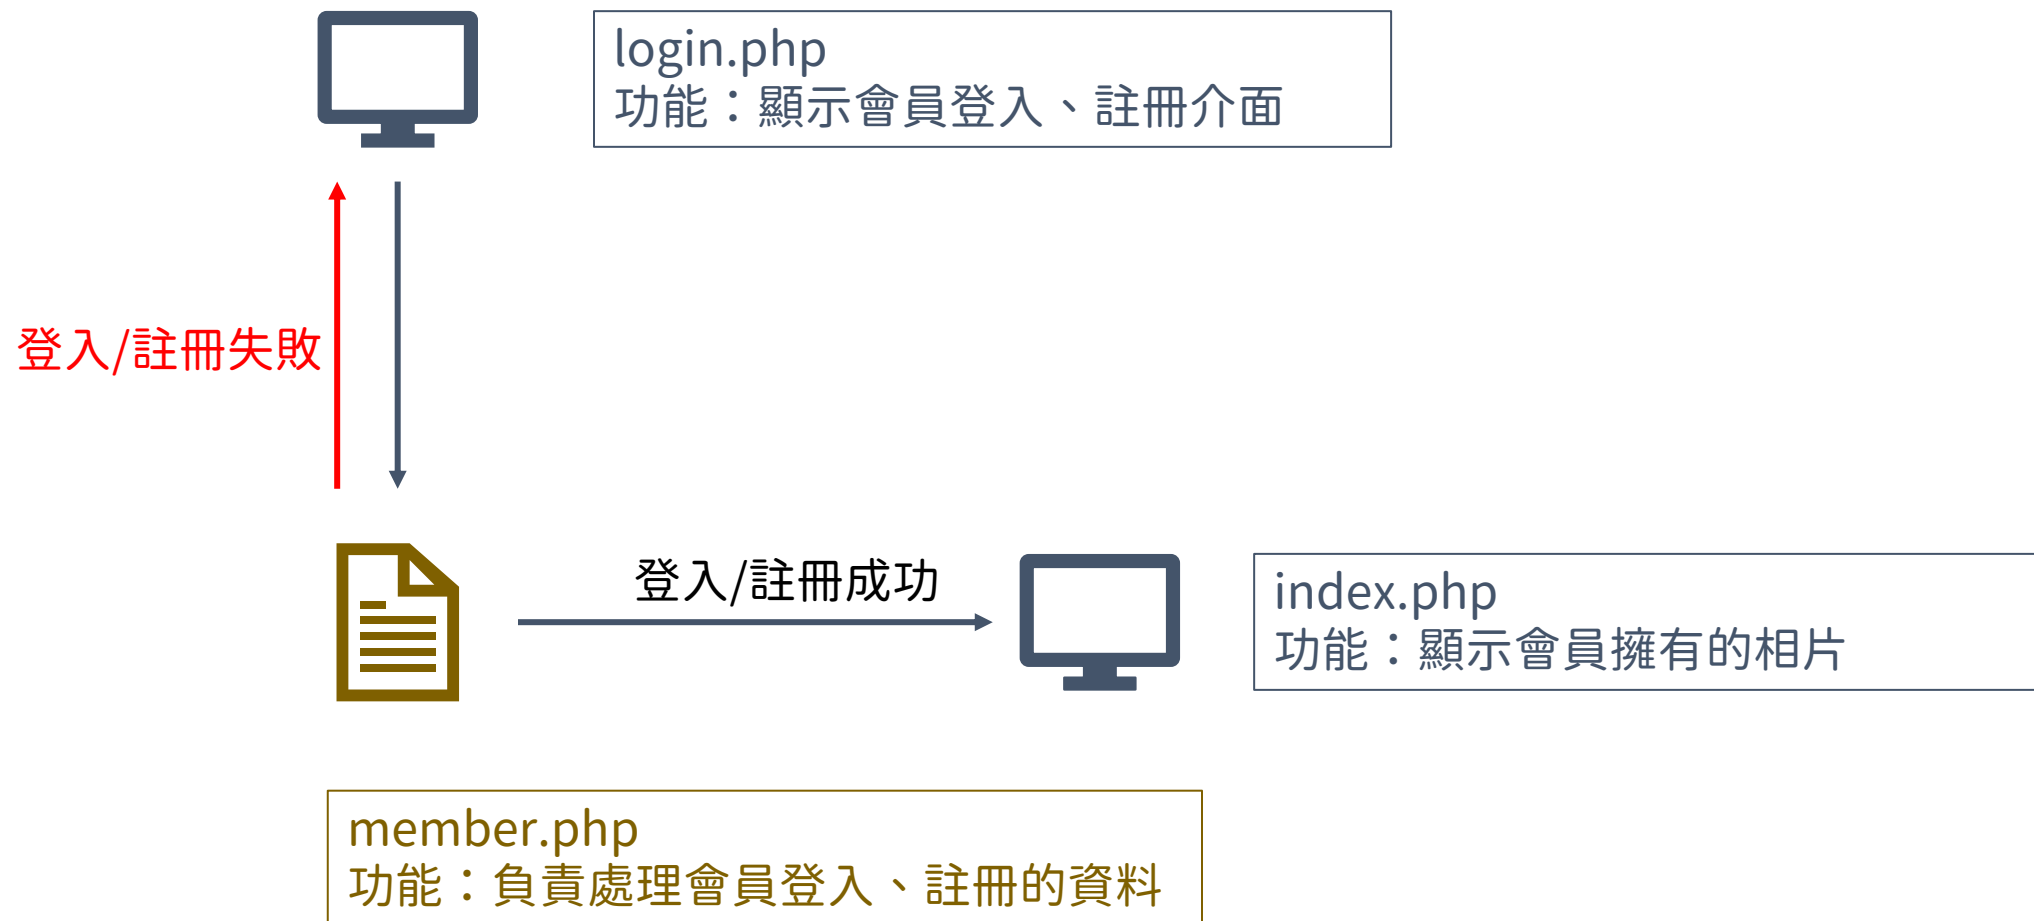 login.php
功能：顯示會員登入、註冊介面
登入/註冊失敗
登入/註冊成功
index.php
功能：顯示會員擁有的相片
member.php
功能：負責處理會員登入、註冊的資料